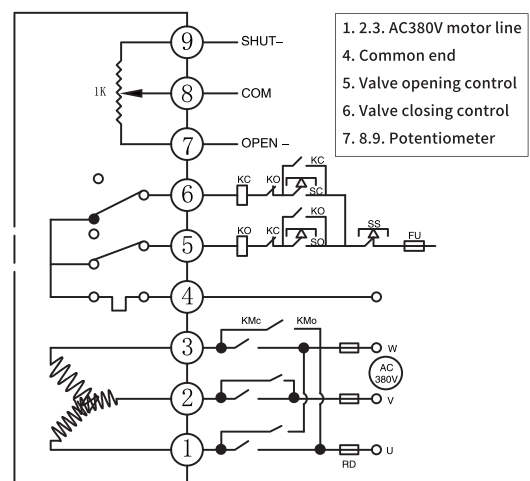 9 SHUT–
1K
8 COM
7 OPEN –
1. 2.3. AC380V motor line
4. Common end
5. Valve opening control
6. Valve closing control
7. 8.9. Potentiometer
KC
6 KC KO SC
KO SS
5 KO KC SO FU
4
KMc KMo
3 W
AC
380V
2 V
1 U
RD